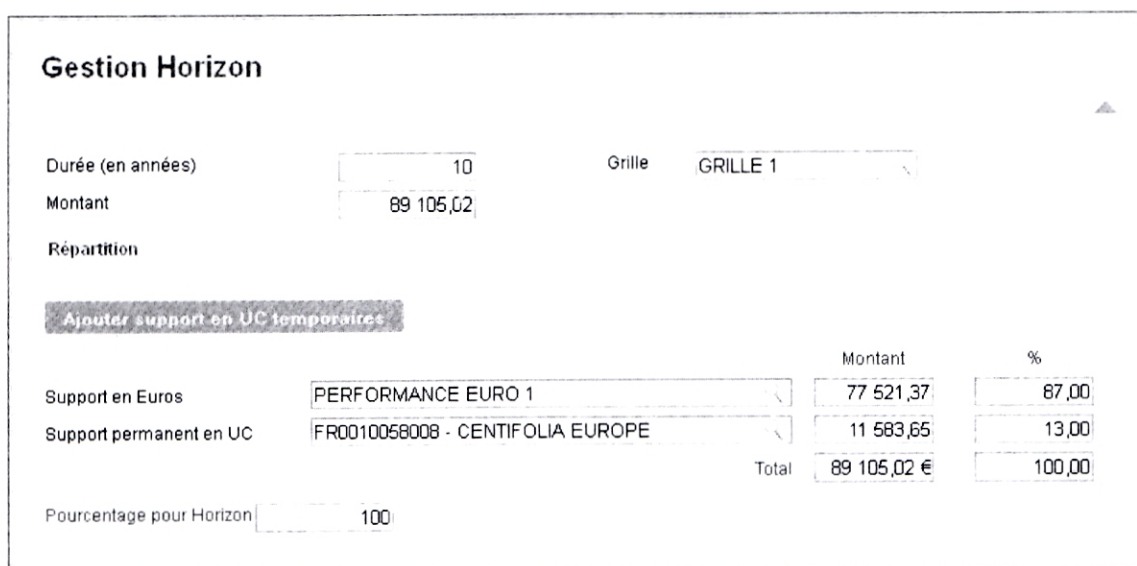 Gestion Horizon
Durée (en années) 10 Grille GRILLE 1
Montant 89 105,02
Répartition
Ajouter support en UC temporaires
Montant %
Support en Euros PERFORMANCE EURO 1 77 521,37 87,00
Support permanent en UC FR0010058008 - CENTIFOLIA EUROPE 11 583,65 13,00
Total 89 105,02 € 100,00
Pourcentage pour Horizon 100